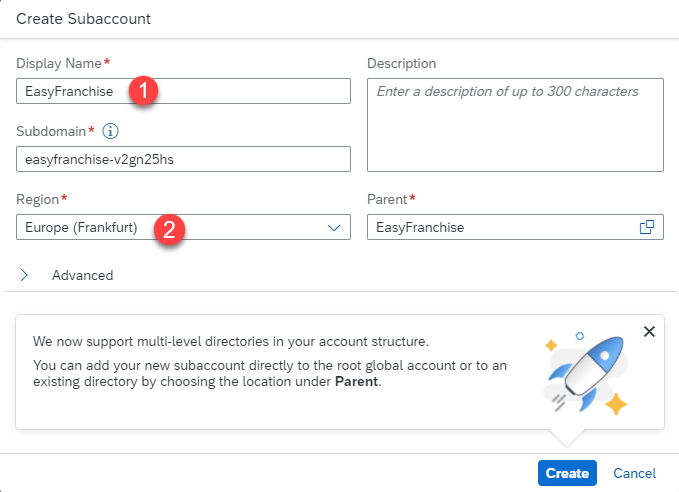 Create Subaccount
Display Name*
EasyFranchise
1
Description
Enter a description of up to 300 characters
Subdomain*
easyfranchise-v2gn25hs
Region*
Europe (Frankfurt)
2
Parent*
EasyFranchise
Advanced
We now support multi-level directories in your account structure.
You can add your new subaccount directly to the root global account or to an
existing directory by choosing the location under Parent.
Create
Cancel